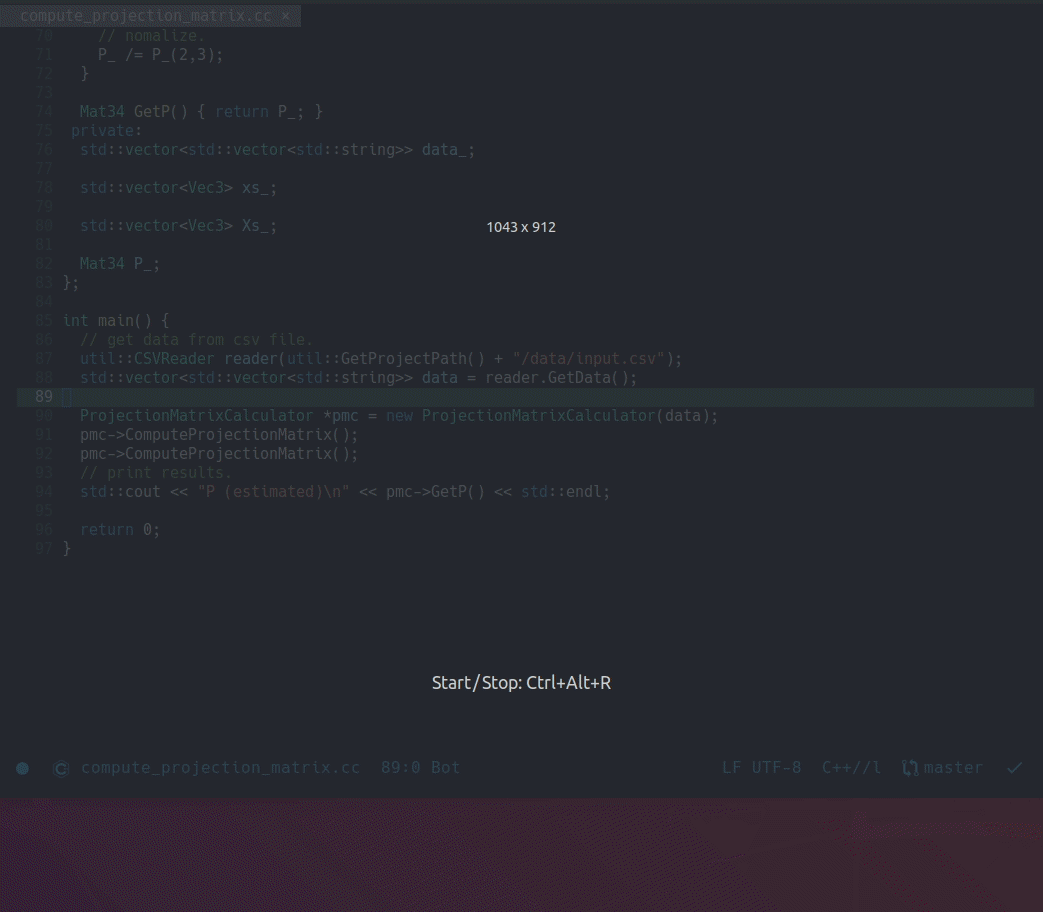 compute_projection_matrix.cc ×
70 // nomalize.
71 P_ /= P_(2,3);
72 }
73
74 Mat34 GetP() { return P_; }
75 private:
76 std::vector<std::vector<std::string>> data_;
77
78 std::vector<Vec3> xs_;
79
80 std::vector<Vec3> Xs_;
1043 x 912
81
82 Mat34 P_;
83 };
84
85 int main() {
86 // get data from csv file.
87 util::CSVReader reader(util::GetProjectPath() + "/data/input.csv");
88 std::vector<std::vector<std::string>> data = reader.GetData();
89
90 ProjectionMatrixCalculator *pmc = new ProjectionMatrixCalculator(data);
91 pmc->ComputeProjectionMatrix();
92 pmc->ComputeProjectionMatrix();
93 // print results.
94 std::cout << "P (estimated)\n" << pmc->GetP() << std::endl;
95
96 return 0;
97 }
Start/Stop: Ctrl+Alt+R
C compute_projection_matrix.cc 89:0 Bot LF UTF-8 C++//l master